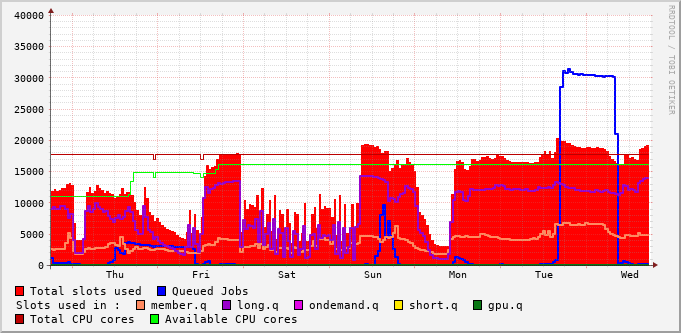 40000
35000
30000
25000
20000
15000
10000
5000
0
Thu Fri Sat Sun Mon Tue Wed
RRDTOOL / TOBI OETIKER
Total slots used Queued Jobs
Slots used in : member.q long.q ondemand.q short.q gpu.q
Total CPU cores Available CPU cores